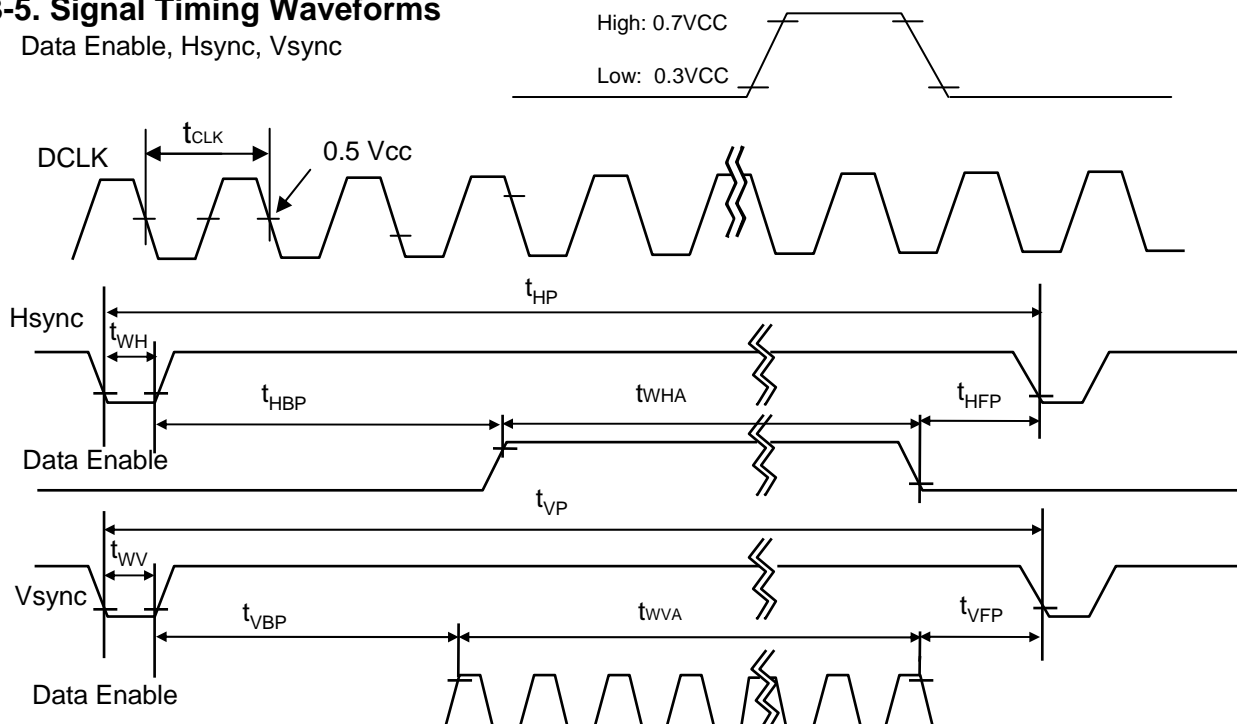 3-5. Signal Timing Waveforms
Data Enable, Hsync, Vsync
High: 0.7VCC
Low: 0.3VCC
DCLK
tCLK
0.5 Vcc
tHP
Hsync
tWH
tHBP
tWHA
tHFP
Data Enable
tVP
tWV
Vsync
tVBP
tWVA
tVFP
Data Enable